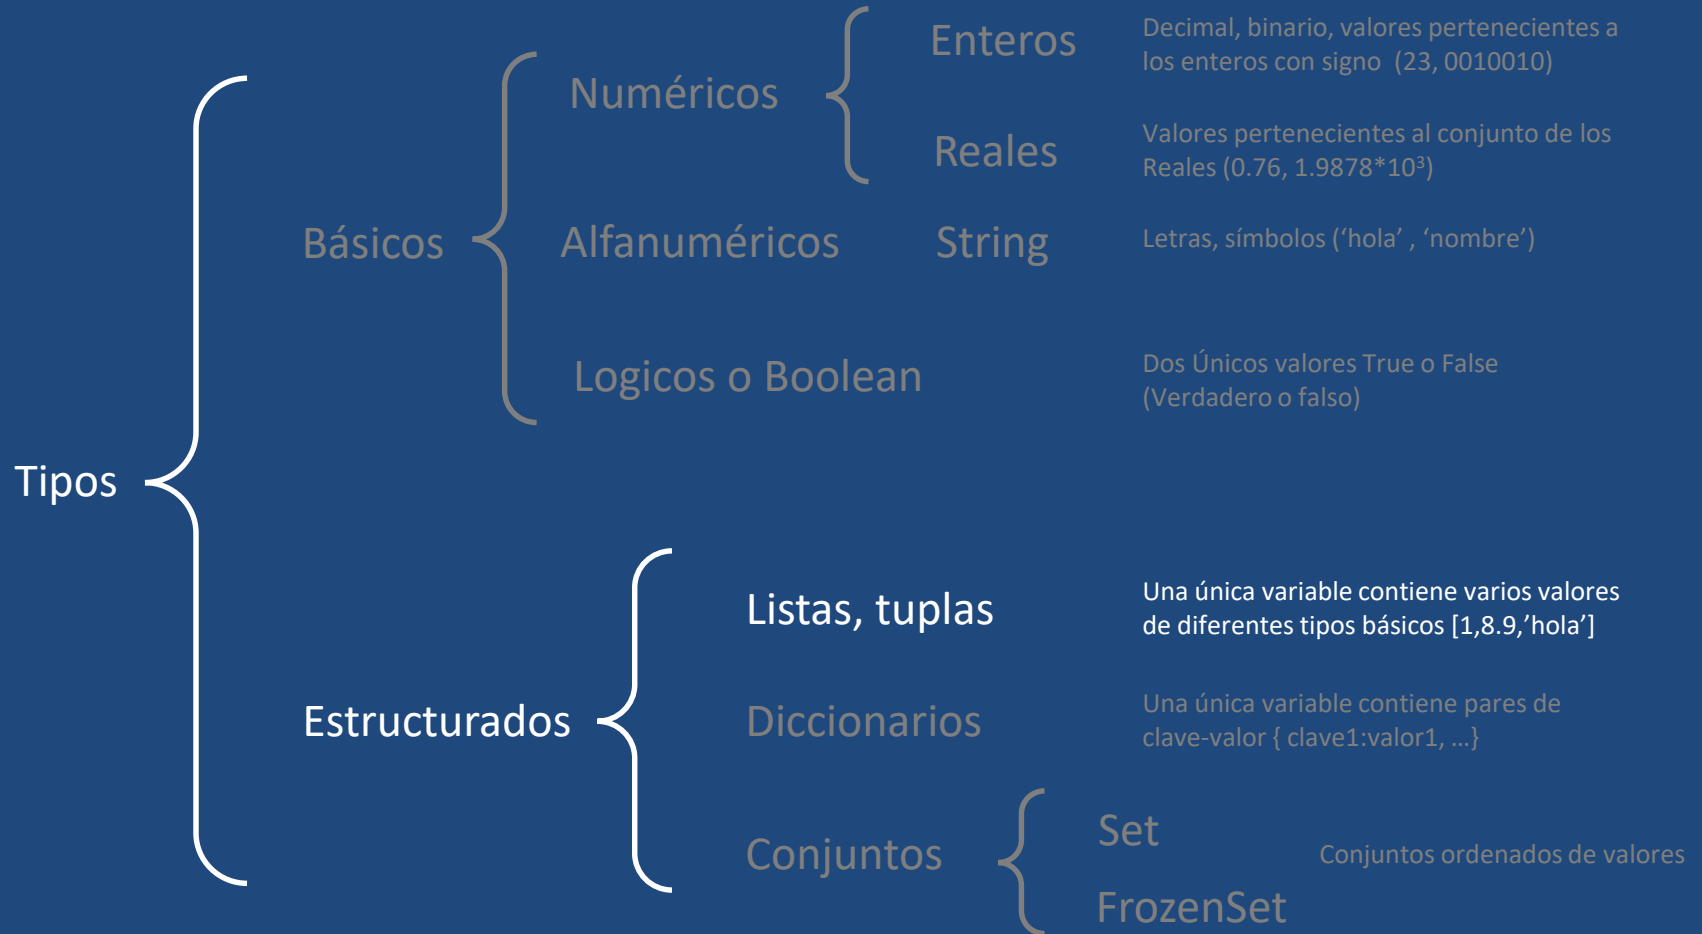 Tipos
Básicos
Numéricos
Enteros
Decimal, binario, valores pertenecientes a
los enteros con signo  (23, 0010010)
Reales
Valores pertenecientes al conjunto de los
Reales (0.76, 1.9878*10³)
Alfanuméricos
String
Letras, símbolos (‘hola’ , ‘nombre’)
Logicos o Boolean
Dos Únicos valores True o False
(Verdadero o falso)
Estructurados
Listas, tuplas
Una única variable contiene varios valores
de diferentes tipos básicos [1,8.9,’hola’]
Diccionarios
Una única variable contiene pares de
clave-valor { clave1:valor1, …}
Conjuntos
Set
FrozenSet
Conjuntos ordenados de valores